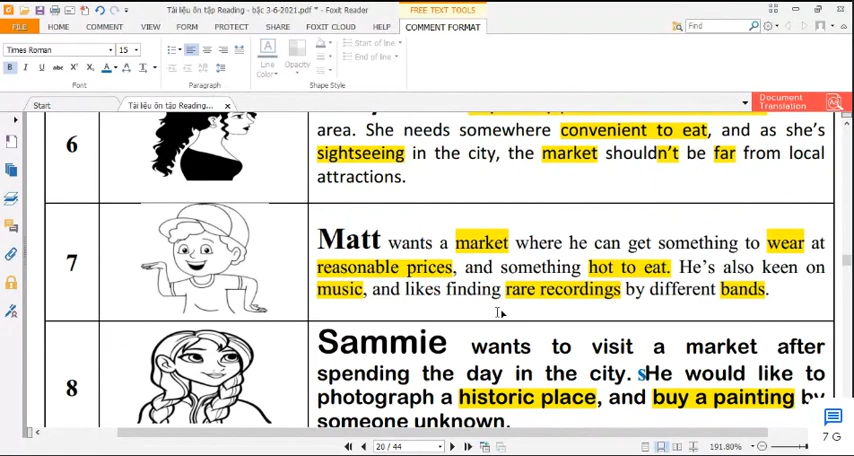 Tài liệu ôn tập Reading - bậc 3-6-2021.pdf * - Foxit Reader
FREE TEXT TOOLS
FILE HOME COMMENT VIEW FORM PROTECT SHARE FOXIT CLOUD HELP COMMENT FORMAT
Find
Times Roman 15
Start of line
End of line
B I U abc
Line Color
Opacity
Font Paragraph Shape Style
Start Tài liệu ôn tập Reading...
Document Translation
6
area. She needs somewhere convenient to eat, and as she's
sightseeing in the city, the market shouldn't be far from local
attractions.
7
Matt wants a market where he can get something to wear at
reasonable prices, and something hot to eat. He's also keen on
music, and likes finding rare recordings by different bands.
8
Sammie wants to visit a market after
spending the day in the city. sHe would like to
photograph a historic place, and buy a painting by
someone unknown.
7 G
20 / 44
191.80%